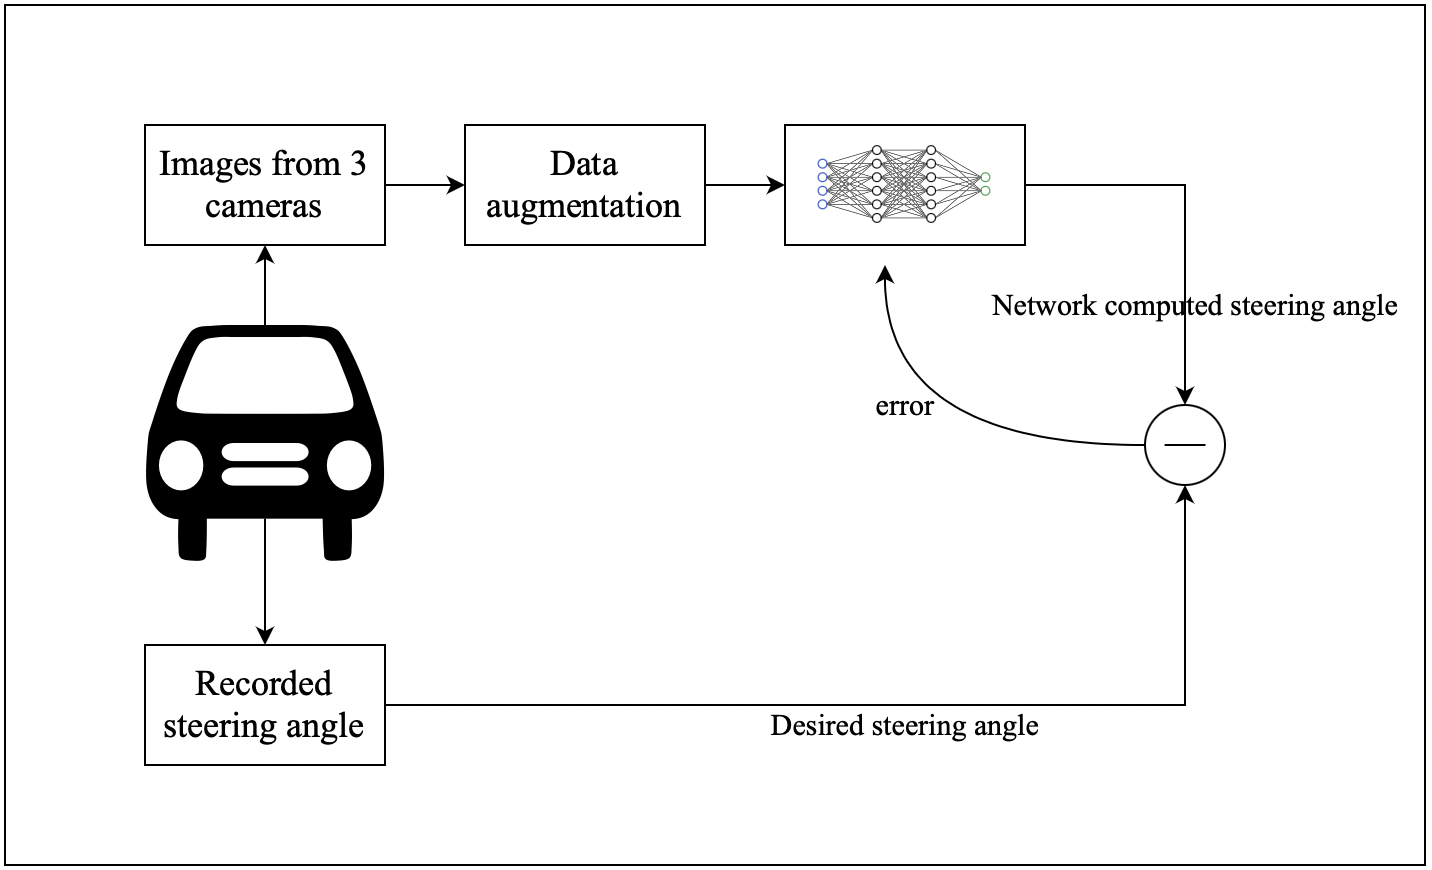 Images from 3
cameras
Data
augmentation
Network computed steering angle
error
Recorded
steering angle
Desired steering angle